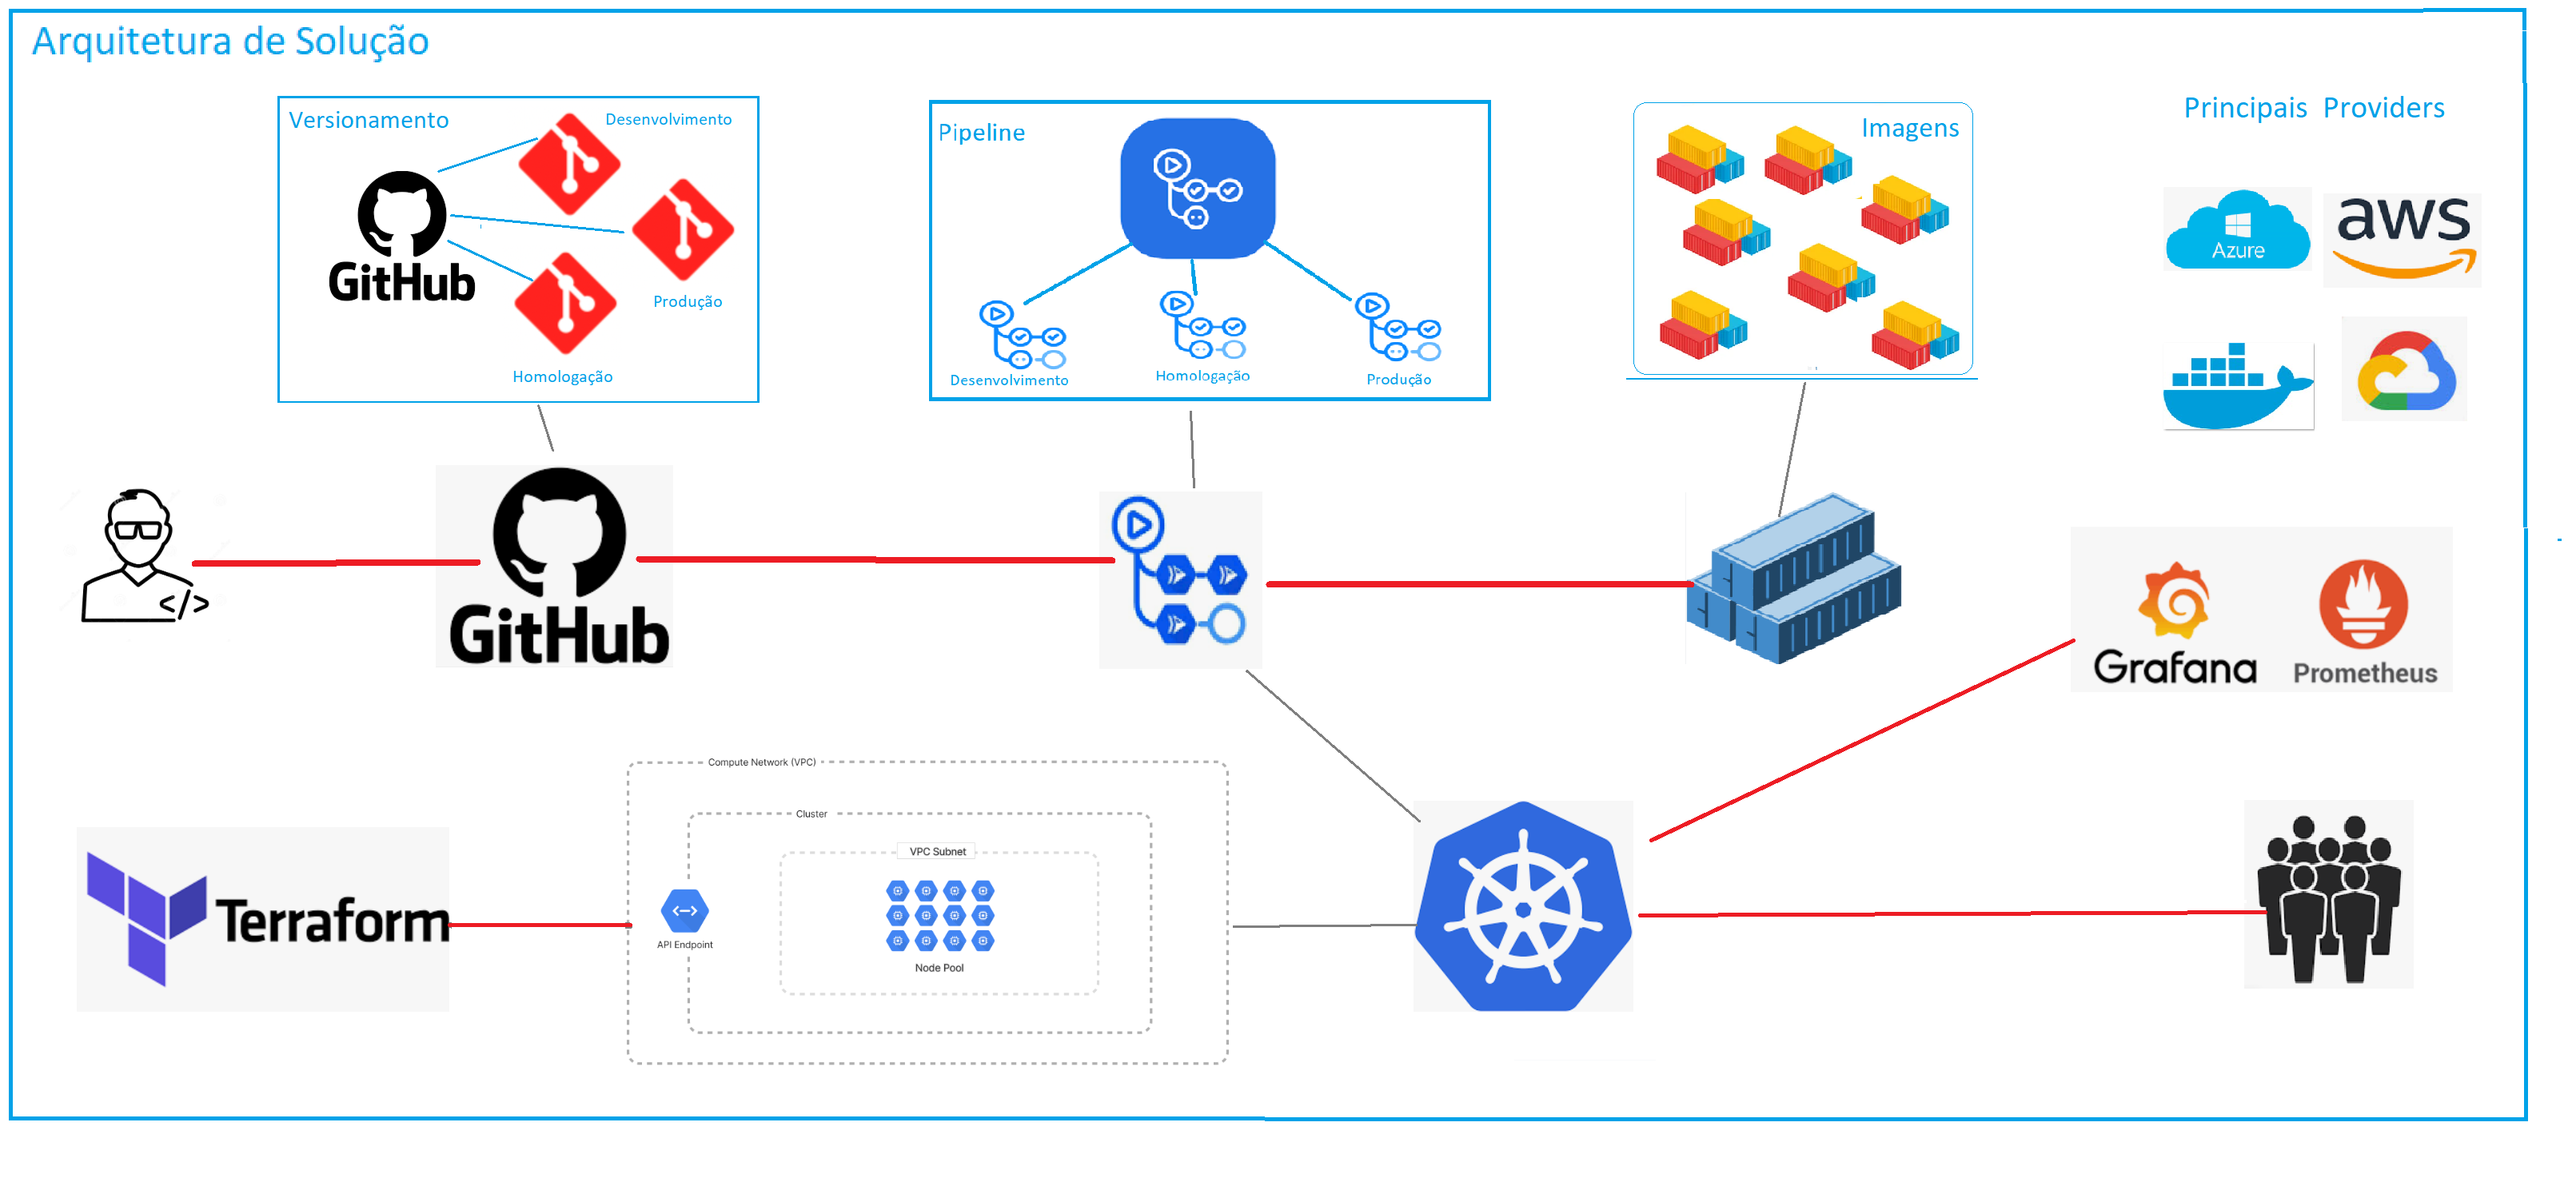 Arquitetura de Solução
Versionamento
Desenvolvimento
GitHub
Produção
Homologação
Pipeline
Desenvolvimento
Homologação
Produção
Imagens
Principais Providers
Azure
aws
</>
GitHub
Grafana
Prometheus
Terraform
Compute Network (VPC)
Cluster
VPC Subnet
API Endpoint
Node Pool